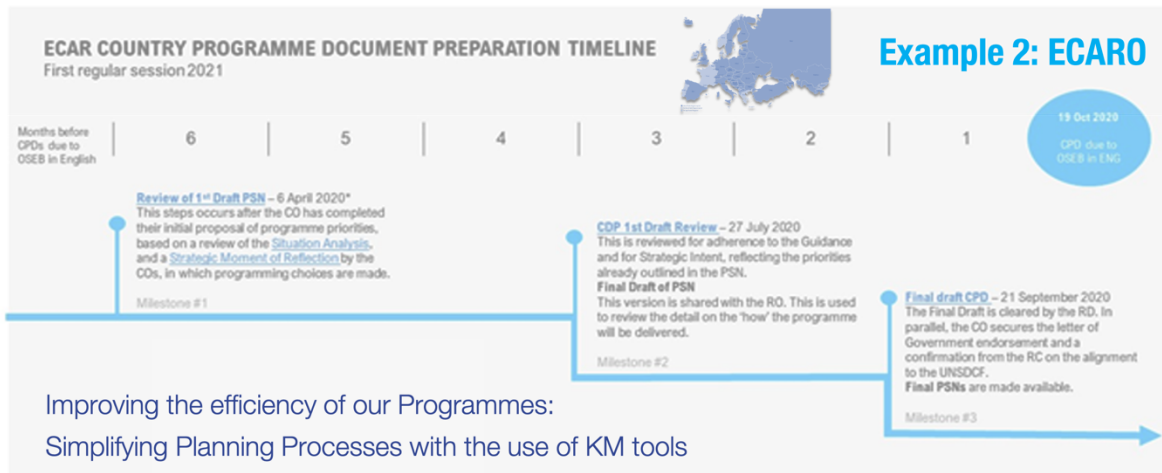 ECAR COUNTRY PROGRAMME DOCUMENT PREPARATION TIMELINE
First regular session 2021
Example 2: ECARO
Months before
CPDs due to
OSEB in English
6
5
4
3
2
1
19 Oct 2020
CPD due to
OSEB in ENG
Review of 1st Draft PSN – 6 April 2020*
This steps occurs after the CO has completed
their initial proposal of programme priorities,
based on a review of the Situation Analysis,
and a Strategic Moment of Reflection by the
COs, in which programming choices are made.
Milestone #1
CDP 1st Draft Review – 27 July 2020
This is reviewed for adherence to the Guidance
and for Strategic Intent, reflecting the priorities
already outlined in the PSN.
Final Draft of PSN
This version is shared with the RO. This is used
to review the detail on the 'how' the programme
will be delivered.
Milestone #2
Final draft CPD – 21 September 2020
The Final Draft is cleared by the RD. In
parallel, the CO secures the letter of
Government endorsement and a
confirmation from the RC on the alignment
to the UNSDCF.
Final PSNs are made available.
Milestone #3
Improving the efficiency of our Programmes:
Simplifying Planning Processes with the use of KM tools